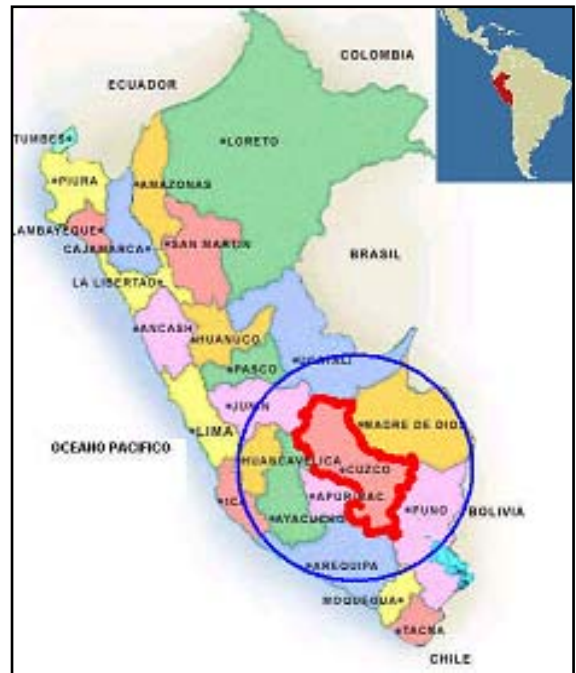 COLOMBIA
ECUADOR
TUMBES
LORETO
PIURA
AMAZONAS
LAMBAYEQUE
CAJAMARCA
SAN MARTIN
BRASIL
LA LIBERTAD
ANCASH
HUANUCO
UCAYALI
PASCO
JUNIN
MADRE DE DIOS
LIMA
OCEANO PACIFICO
HUANCAVELICA
CUZCO
ICA
APURIMAC
PUNO
BOLIVIA
AYACUCHO
AREQUIPA
MOQUEGUA
TACNA
CHILE